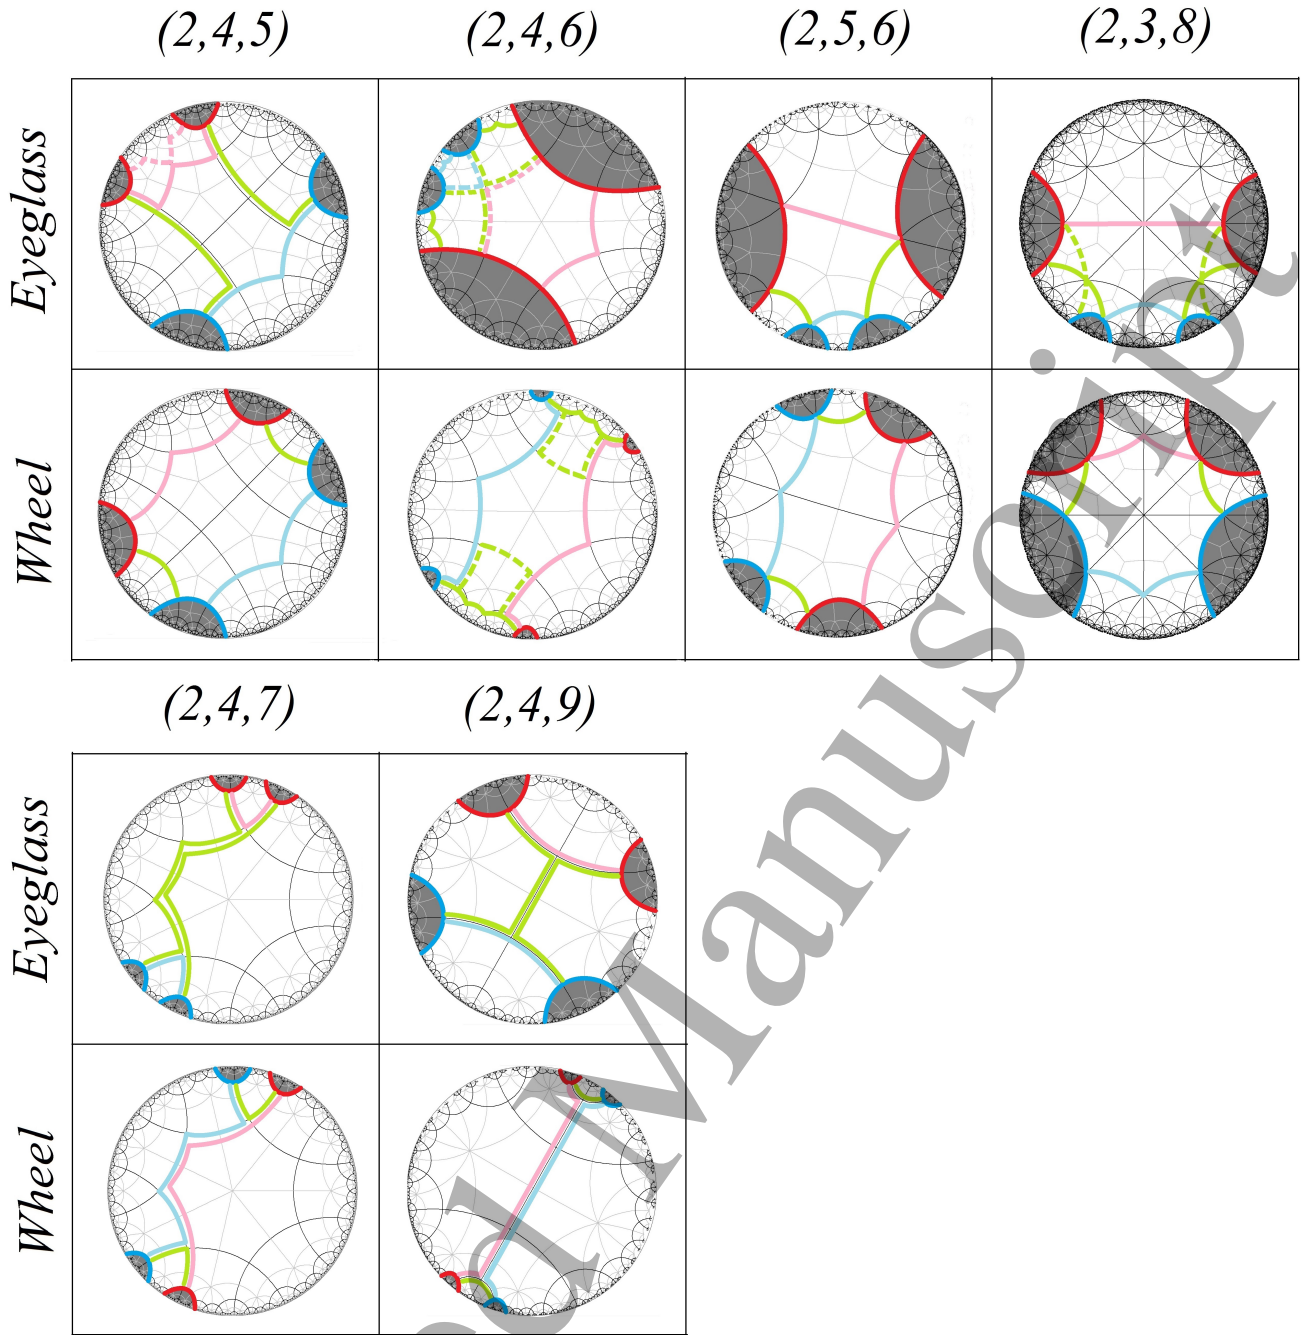 (2,4,5) (2,4,6) (2,5,6) (2,3,8)
Eyeglass
Wheel
(2,4,7) (2,4,9)
Eyeglass
Wheel
d Manuscript